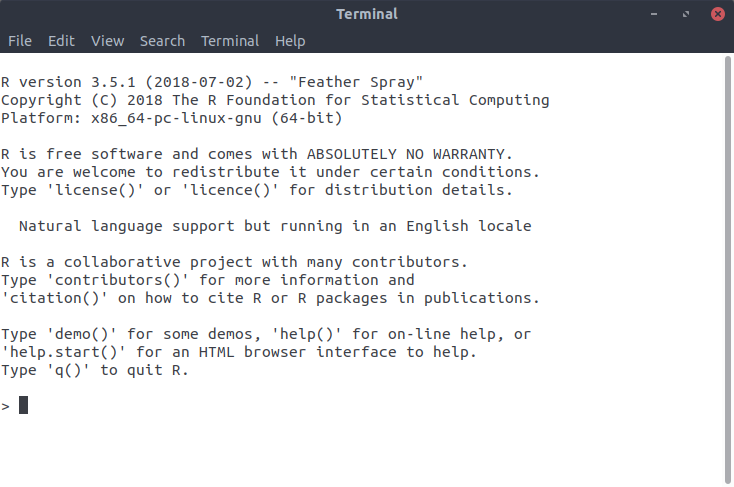 Terminal
File Edit View Search Terminal Help
R version 3.5.1 (2018-07-02) -- "Feather Spray"
Copyright (C) 2018 The R Foundation for Statistical Computing
Platform: x86_64-pc-linux-gnu (64-bit)
R is free software and comes with ABSOLUTELY NO WARRANTY.
You are welcome to redistribute it under certain conditions.
Type 'license()' or 'licence()' for distribution details.
Natural language support but running in an English locale
R is a collaborative project with many contributors.
Type 'contributors()' for more information and
'citation()' on how to cite R or R packages in publications.
Type 'demo()' for some demos, 'help()' for on-line help, or
'help.start()' for an HTML browser interface to help.
Type 'q()' to quit R.
>